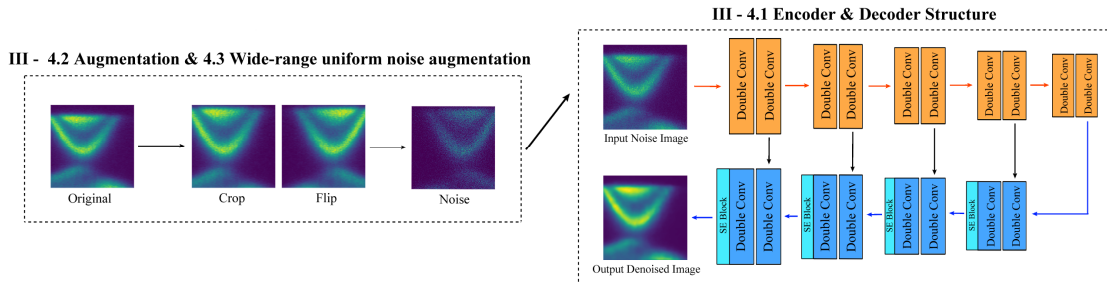 III - 4.2 Augmentation & 4.3 Wide-range uniform noise augmentation
Original
Crop
Flip
Noise
III - 4.1 Encoder & Decoder Structure
Input Noise Image
Double Conv
Double Conv
Double Conv
Double Conv
Double Conv
Double Conv
Double Conv
Double Conv
Double Conv
Double Conv
Output Denoised Image
SE Block
Double Conv
Double Conv
SE Block
Double Conv
Double Conv
SE Block
Double Conv
Double Conv
SE Block
Double Conv
Double Conv